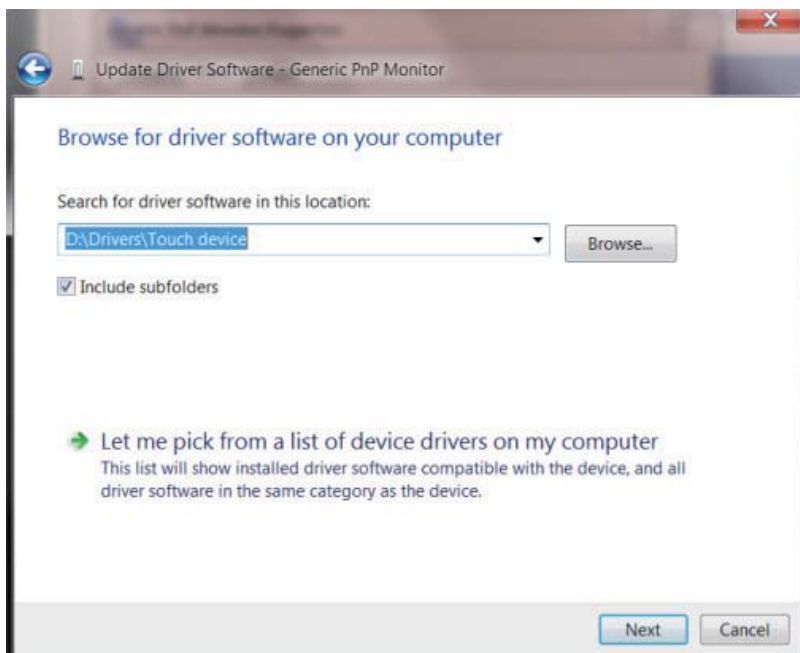 Update Driver Software - Generic PnP Monitor
Browse for driver software on your computer
Search for driver software in this location:
D:\Drivers\Touch device
Browse...
Include subfolders
Let me pick from a list of device drivers on my computer
This list will show installed driver software compatible with the device, and all
driver software in the same category as the device.
Next
Cancel